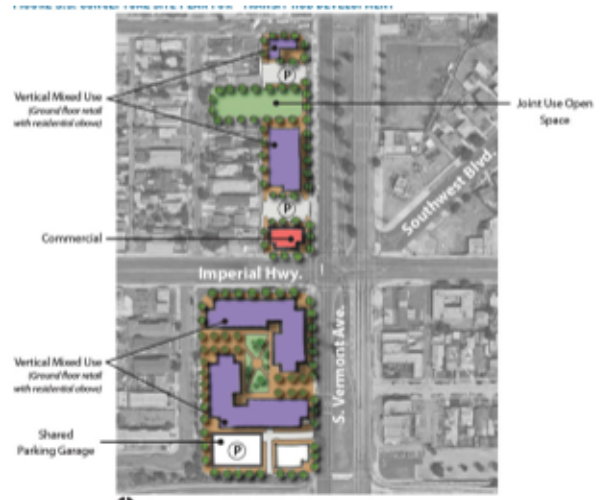 Vertical Mixed Use
(Ground floor retail
with residential above)
P
Joint Use Open
Space
Southwest Blvd.
P
Commercial
Imperial Hwy.
S. Vermont Ave.
Vertical Mixed Use
(Ground floor retail
with residential above)
Shared
Parking Garage
P